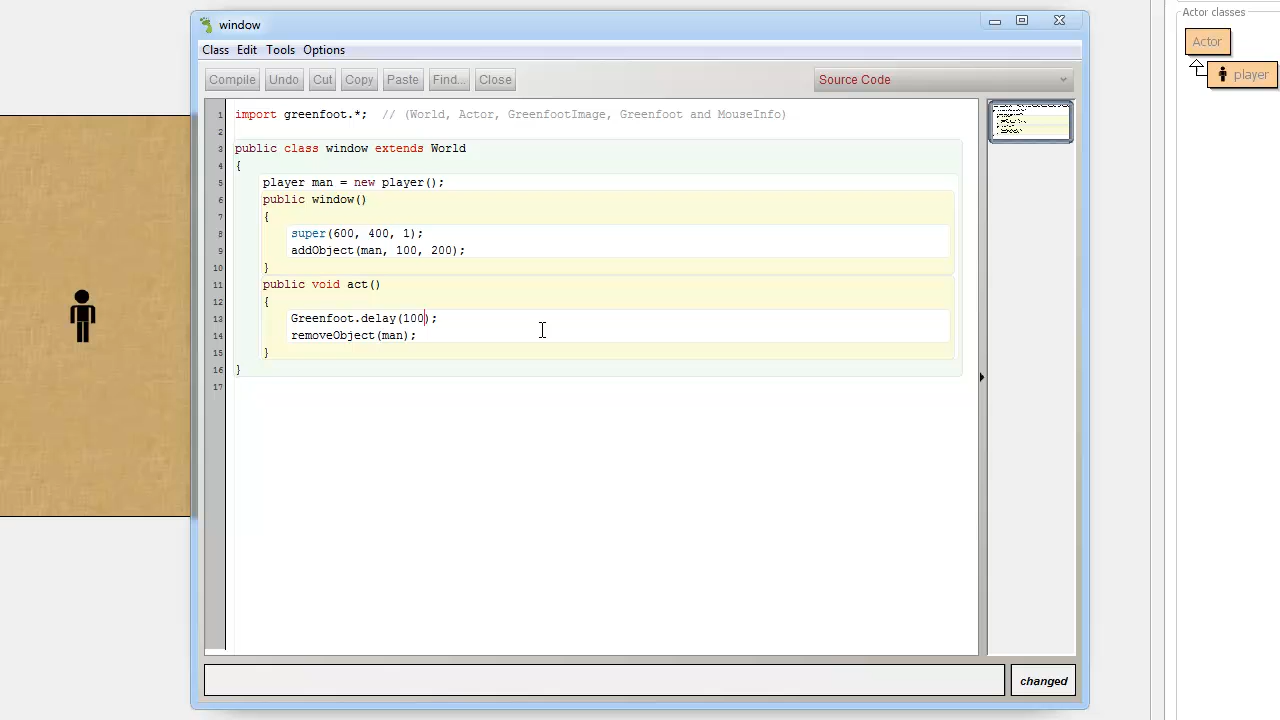 window
Class Edit Tools Options
Compile Undo Cut Copy Paste Find... Close Source Code
1 import greenfoot.*;  // (World, Actor, GreenfootImage, Greenfoot and MouseInfo)
2
3 public class window extends World
4 {
5 player man = new player();
6 public window()
7 {
8 super(600, 400, 1);
9 addObject(man, 100, 200);
10 }
11 public void act()
12 {
13 Greenfoot.delay(100);
14 removeObject(man);
15 }
16 }
17
changed
Actor classes
Actor
player